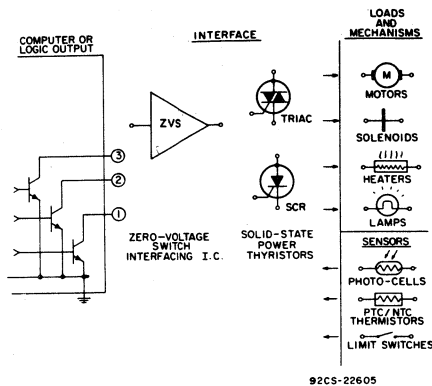 COMPUTER OR
LOGIC OUTPUT
INTERFACE
LOADS
AND
MECHANISMS
ZVS
3
2
1
ZERO-VOLTAGE
SWITCH
INTERFACING I.C.
TRIAC
SCR
SOLID-STATE
POWER
THYRISTORS
M
MOTORS
SOLENOIDS
HEATERS
LAMPS
SENSORS
PHOTO-CELLS
PTC/NTC
THERMISTORS
LIMIT SWITCHES
92CS-22605